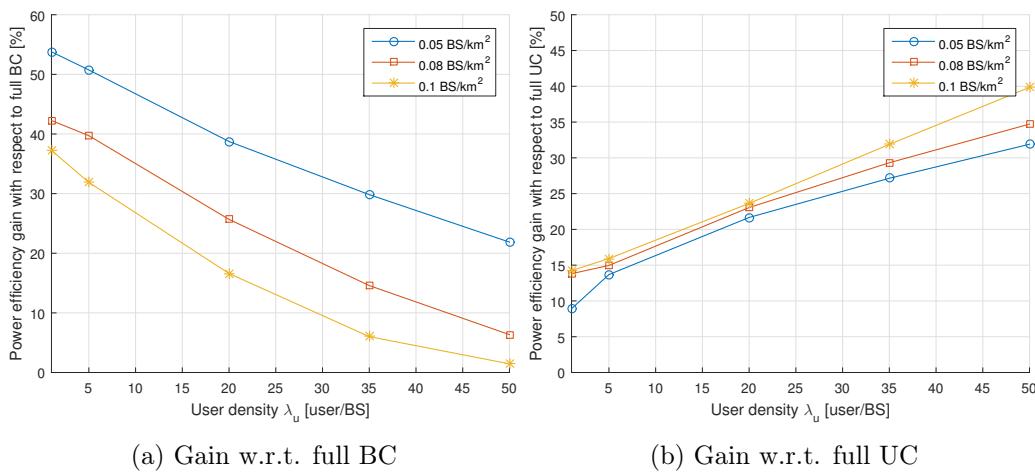 Power efficiency gain with respect to full BC [%]
60
50
40
30
20
10
0
0.05 BS/km²
0.08 BS/km²
0.1 BS/km²
5 10 15 20 25 30 35 40 45 50
User density λ_u [user/BS]
(a) Gain w.r.t. full BC
Power efficiency gain with respect to full UC [%]
50
45
40
35
30
25
20
15
10
5
0
0.05 BS/km²
0.08 BS/km²
0.1 BS/km²
5 10 15 20 25 30 35 40 45 50
User density λ_u [user/BS]
(b) Gain w.r.t. full UC